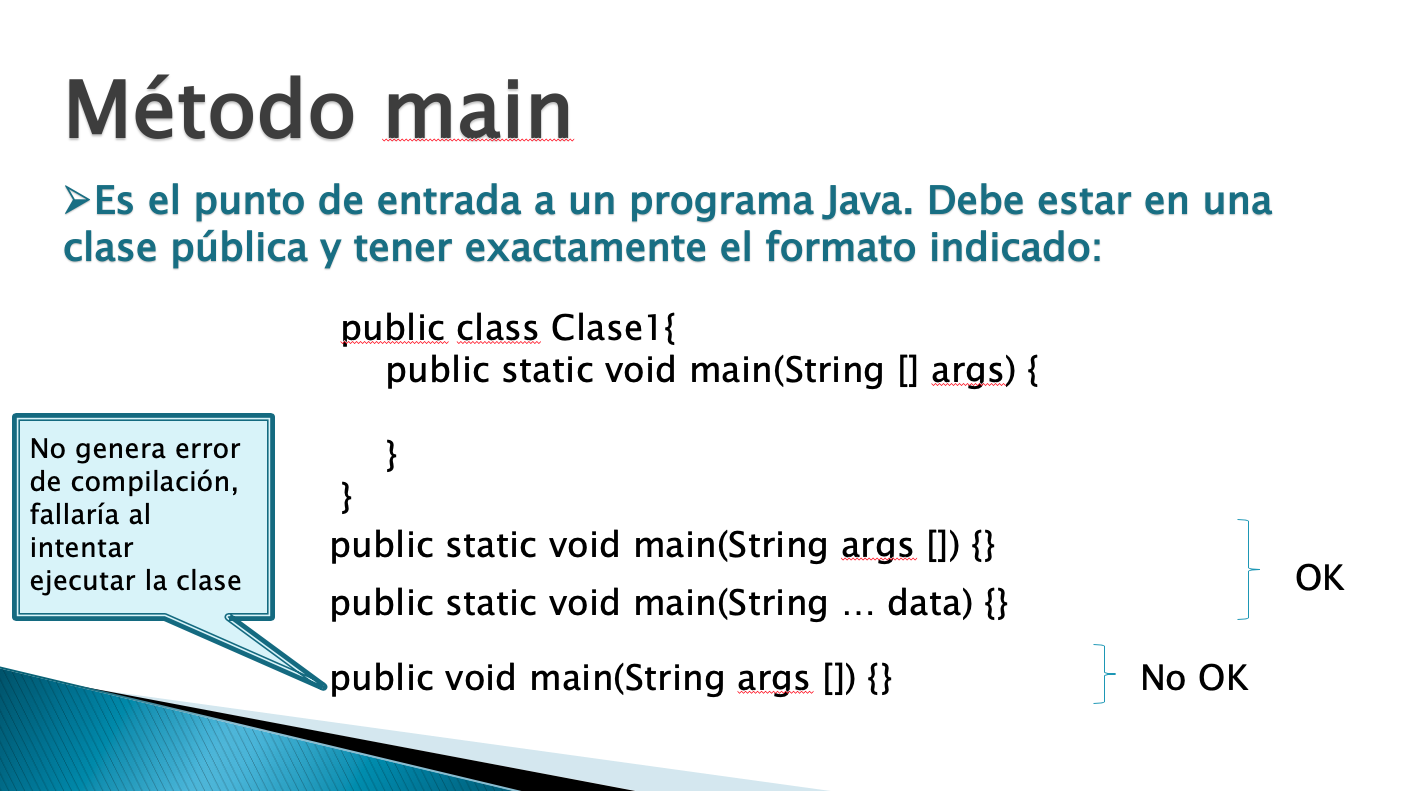 Método main
➢Es el punto de entrada a un programa Java. Debe estar en una
clase pública y tener exactamente el formato indicado:
public class Clase1{
public static void main(String [] args) {
}
}
No genera error
de compilación,
fallaría al
intentar
ejecutar la clase
public static void main(String args []) {}
public static void main(String … data) {}
OK
public void main(String args []) {}
No OK